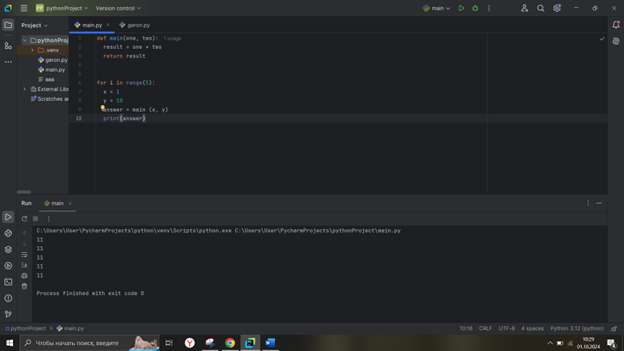 PP pythonProject Version control main
Project
main.py geron.py
pythonProj
.venv
geron.py
main.py
External Lib
Scratches a
1 def main(one, two): 1 usage
2 result = one + two
3 return result
4
5
6 for i in range(5):
7 x = 1
8 y = 10
9 answer = main (x, y)
10 print(answer)
Run main
C:\Users\User\PycharmProjects\python\venv\Scripts\python.exe C:\Users\User\PycharmProjects\pythonProject\main.py
11
11
11
11
11
Process finished with exit code 0
pythonProject > main.py 10:16 CRLF UTF-8 4 spaces Python 3.12 (python)
Чтобы начать поиск, введите
10:29
01.10.2024